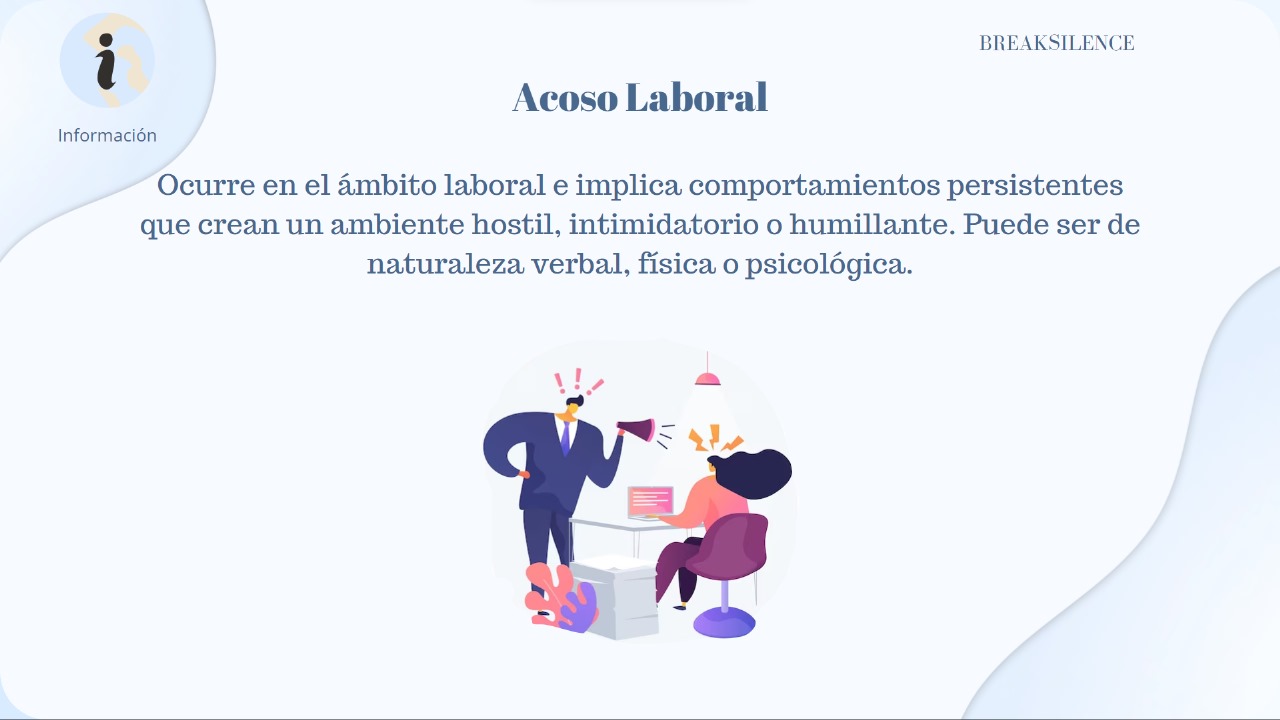 BREAKSILENCE
Acoso Laboral
Información
Ocurre en el ámbito laboral e implica comportamientos persistentes
que crean un ambiente hostil, intimidatorio o humillante. Puede ser de
naturaleza verbal, física o psicológica.